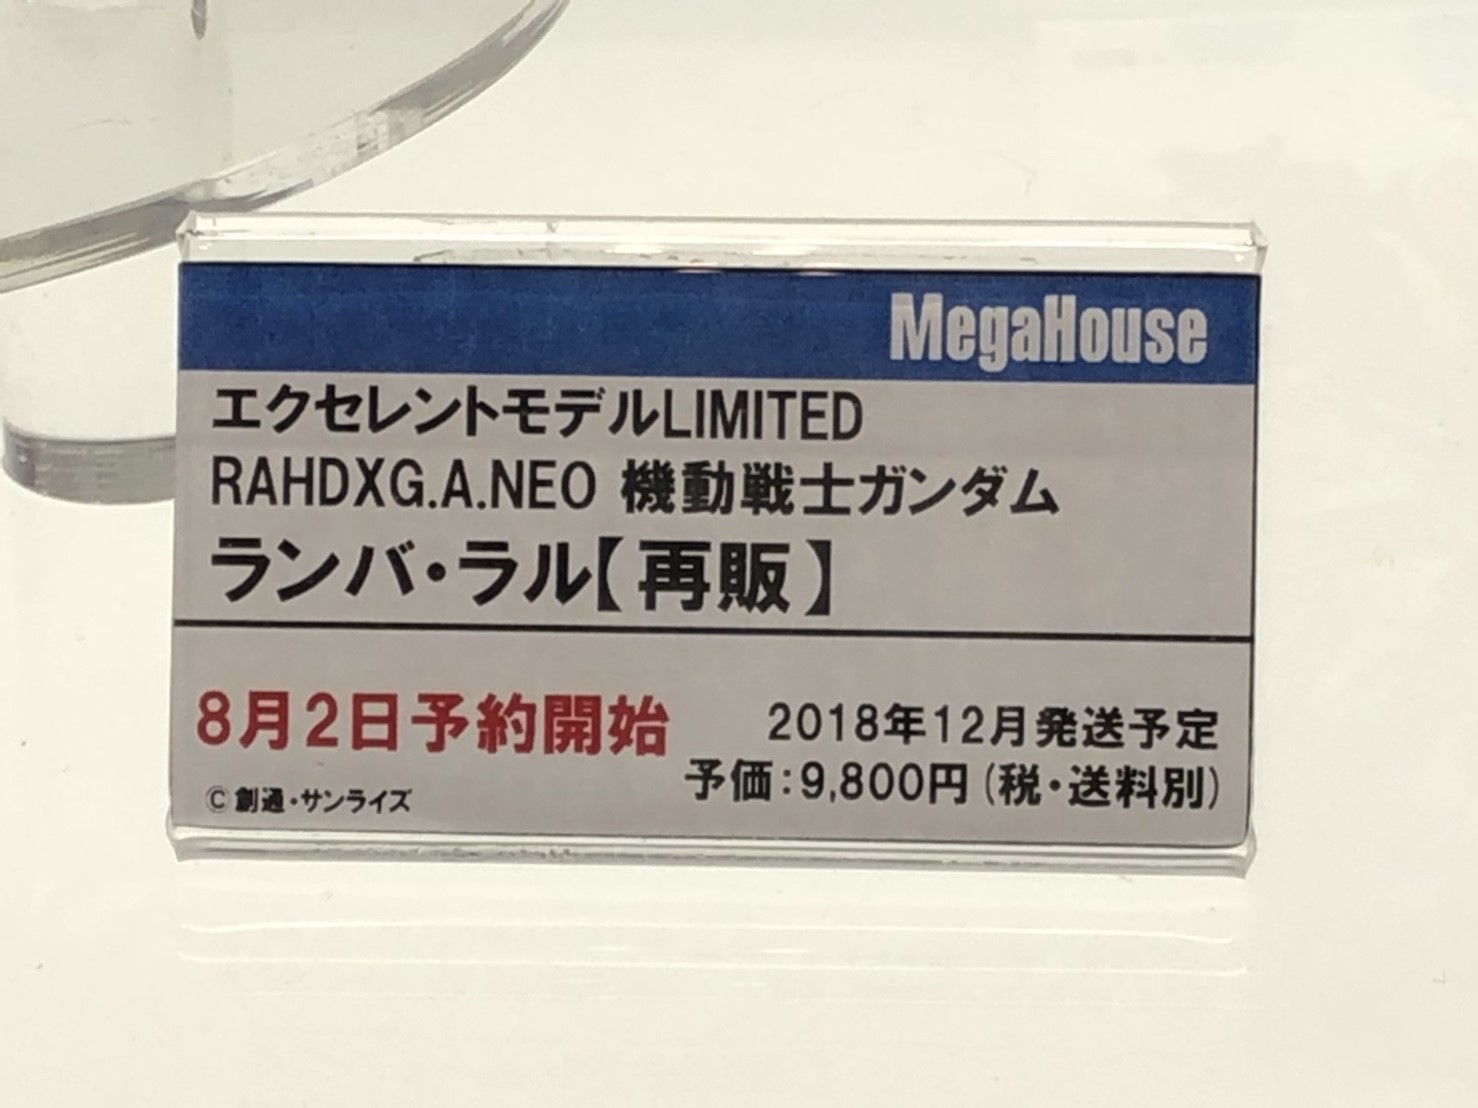 MegaHouse
エクセレントモデルLIMITED
RAHDXG.A.NEO 機動戦士ガンダム
ランバ・ラル【再販】
8月2日予約開始
2018年12月発送予定
予価：9,800円（税・送料別）
©創通・サンライズ